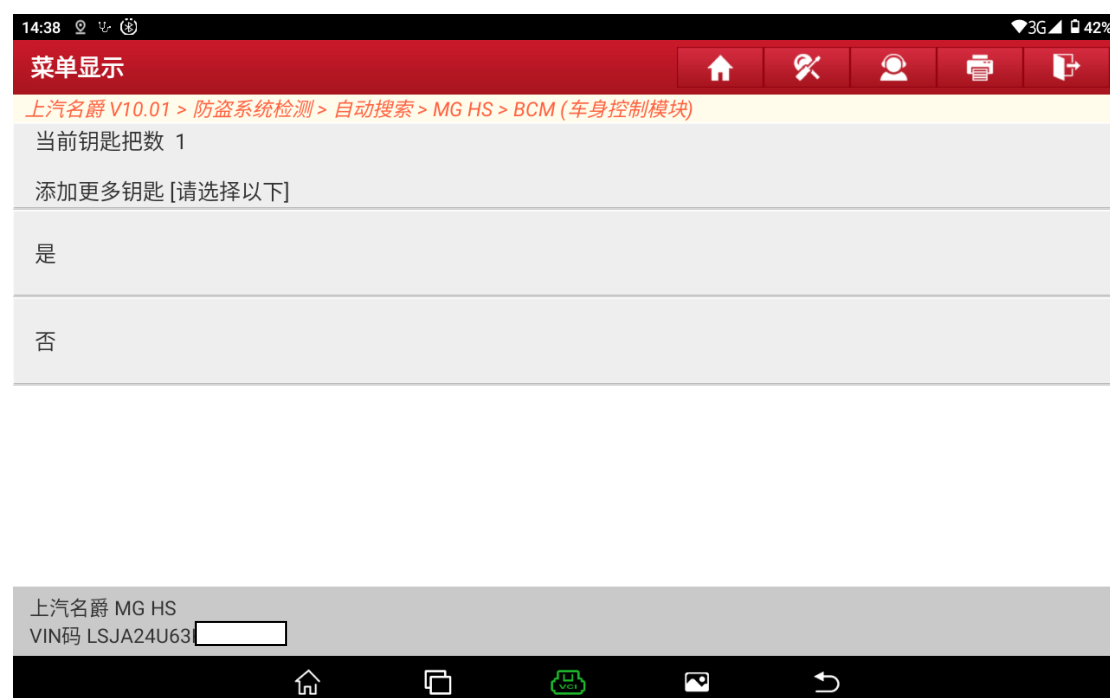 14:38 3G 42%
菜单显示
上汽名爵 V10.01 > 防盗系统检测 > 自动搜索 > MG HS > BCM (车身控制模块)
当前钥匙把数 1
添加更多钥匙 [请选择以下]
是
否
上汽名爵 MG HS
VIN码 LSJA24U63
VCI